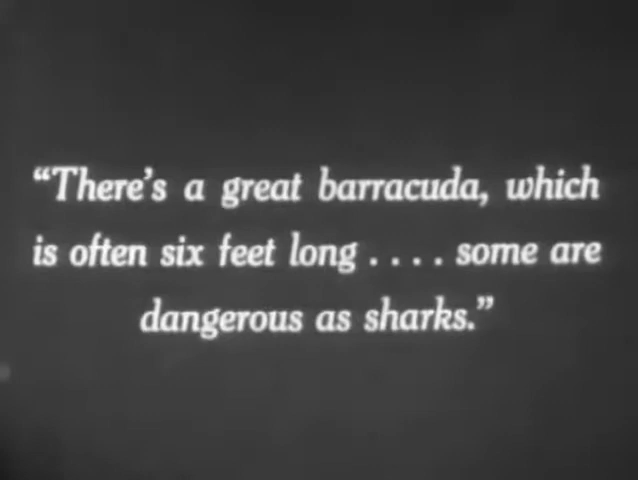 “There’s a great barracuda, which
is often six feet long . . . . some are
dangerous as sharks.”